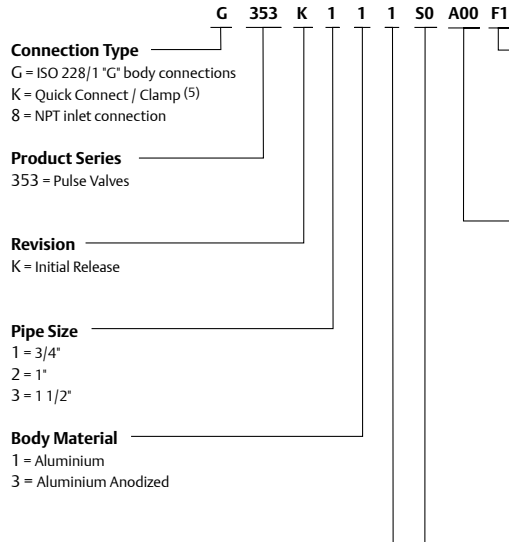 G 353 K 1 1 1 S0 A00 F1
Connection Type
G = ISO 228/1 "G" body connections
K = Quick Connect / Clamp (5)
8 = NPT inlet connection
Product Series
353 = Pulse Valves
Revision
K = Initial Release
Pipe Size
1 = 3/4"
2 = 1"
3 = 1 1/2"
Body Material
1 = Aluminium
3 = Aluminium Anodized